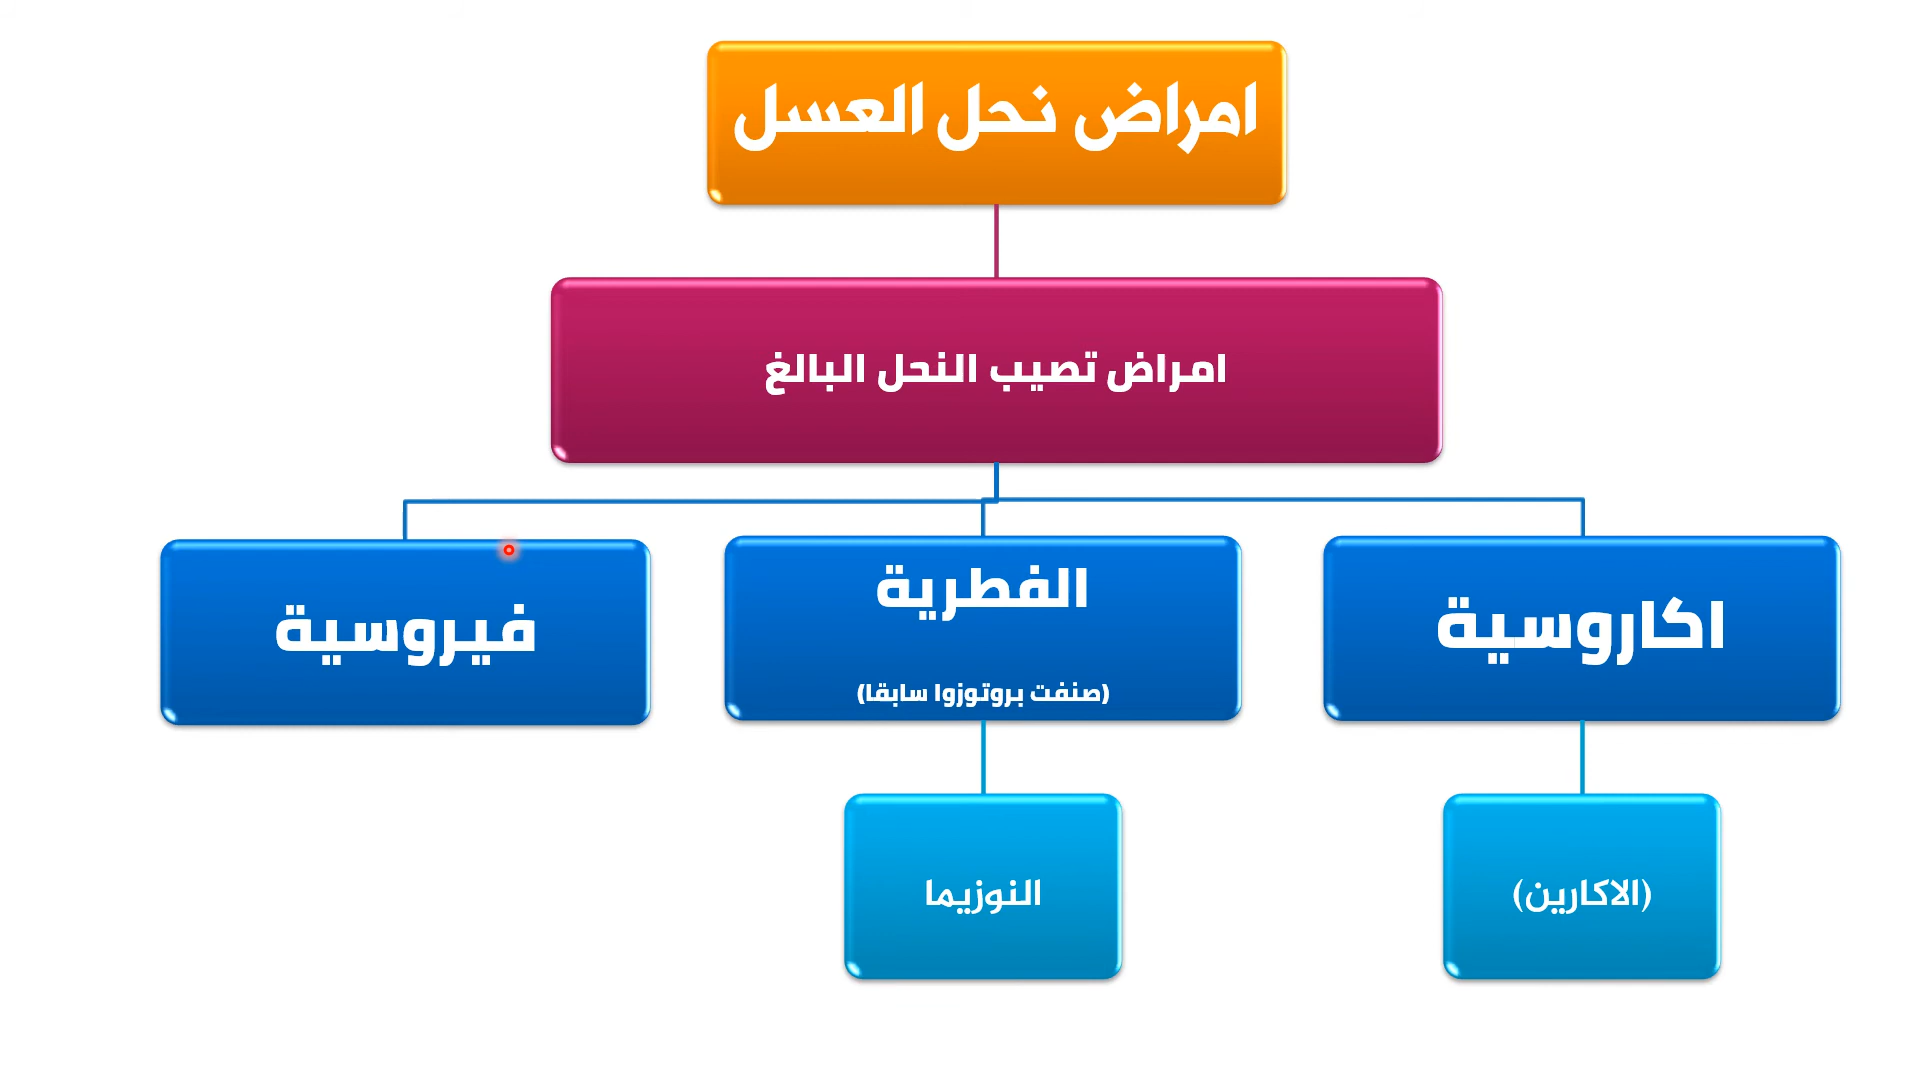 امراض نحل العسل
امراض تصيب النحل البالغ
اكاروسية
الفطرية
(صنفت بروتوزوا سابقا)
فيروسية
(الاكارين)
النوزيما